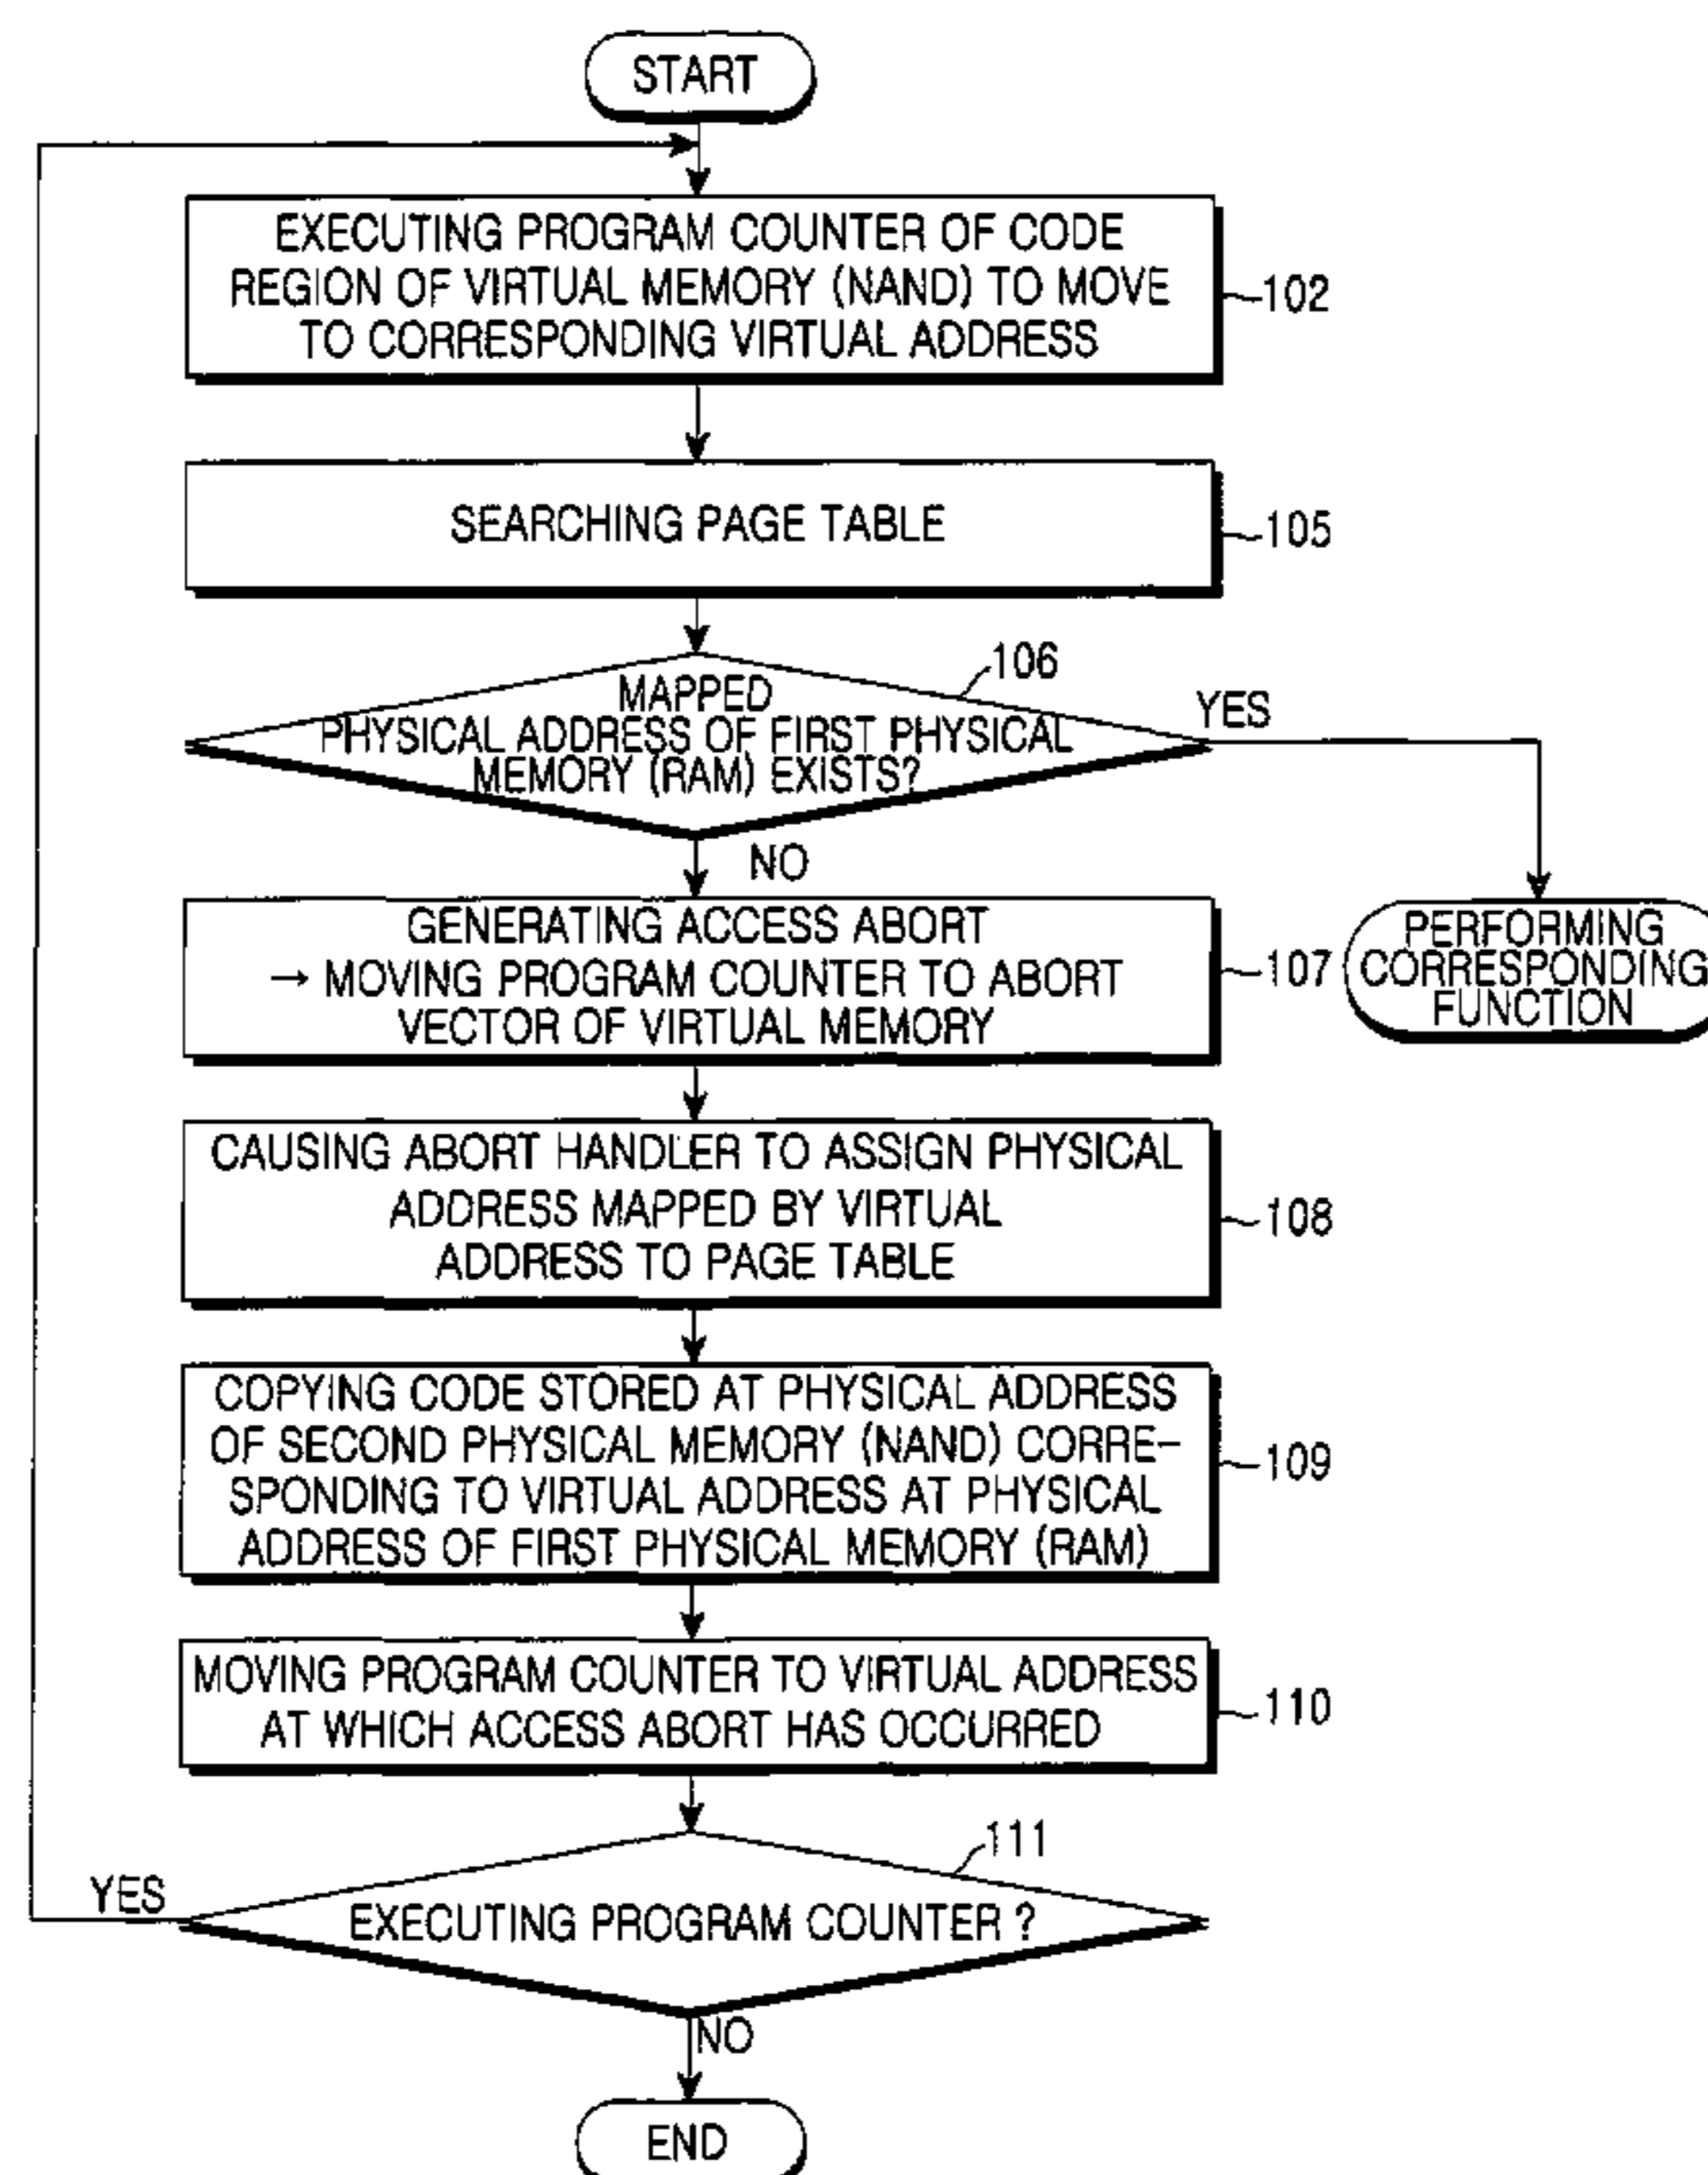 START
EXECUTING PROGRAM COUNTER OF CODE
REGION OF VIRTUAL MEMORY (NAND) TO MOVE
TO CORRESPONDING VIRTUAL ADDRESS
102
SEARCHING PAGE TABLE
105
106
MAPPED
PHYSICAL ADDRESS OF FIRST PHYSICAL
MEMORY (RAM) EXISTS?
YES
NO
GENERATING ACCESS ABORT
→ MOVING PROGRAM COUNTER TO ABORT
VECTOR OF VIRTUAL MEMORY
107
PERFORMING
CORRESPONDING
FUNCTION
CAUSING ABORT HANDLER TO ASSIGN PHYSICAL
ADDRESS MAPPED BY VIRTUAL
ADDRESS TO PAGE TABLE
108
COPYING CODE STORED AT PHYSICAL ADDRESS
OF SECOND PHYSICAL MEMORY (NAND) CORRE-
SPONDING TO VIRTUAL ADDRESS AT PHYSICAL
ADDRESS OF FIRST PHYSICAL MEMORY (RAM)
109
MOVING PROGRAM COUNTER TO VIRTUAL ADDRESS
AT WHICH ACCESS ABORT HAS OCCURRED
110
111
YES
EXECUTING PROGRAM COUNTER ?
NO
END